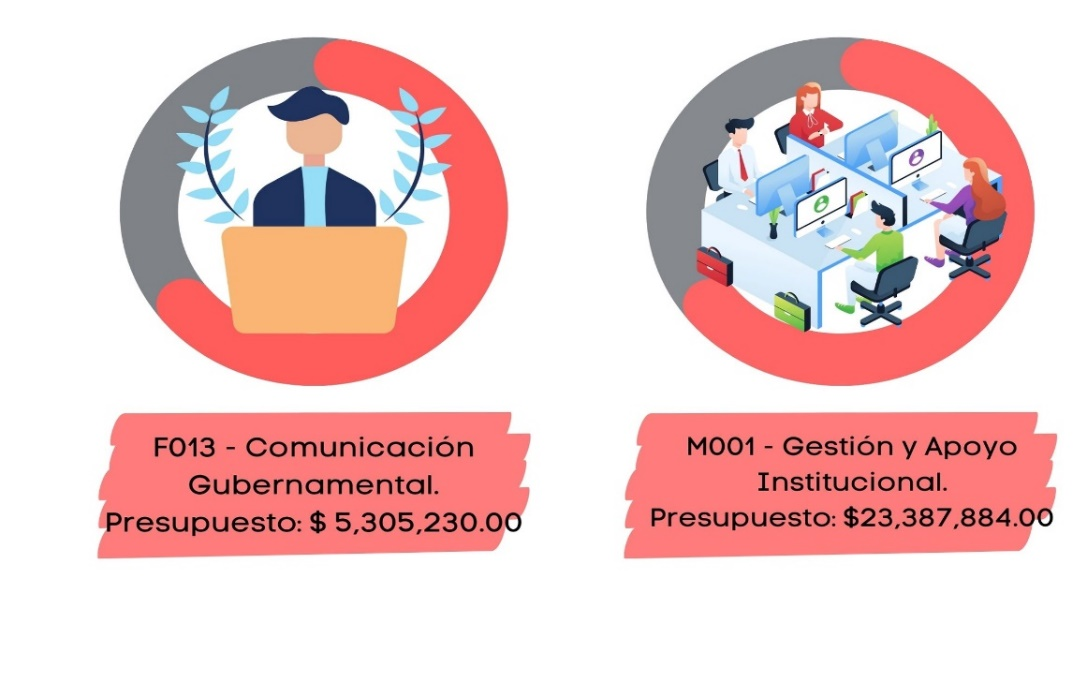 F013 - Comunicación
Gubernamental.
Presupuesto: $ 5,305,230.00
M001 - Gestión y Apoyo
Institucional.
Presupuesto: $23,387,884.00